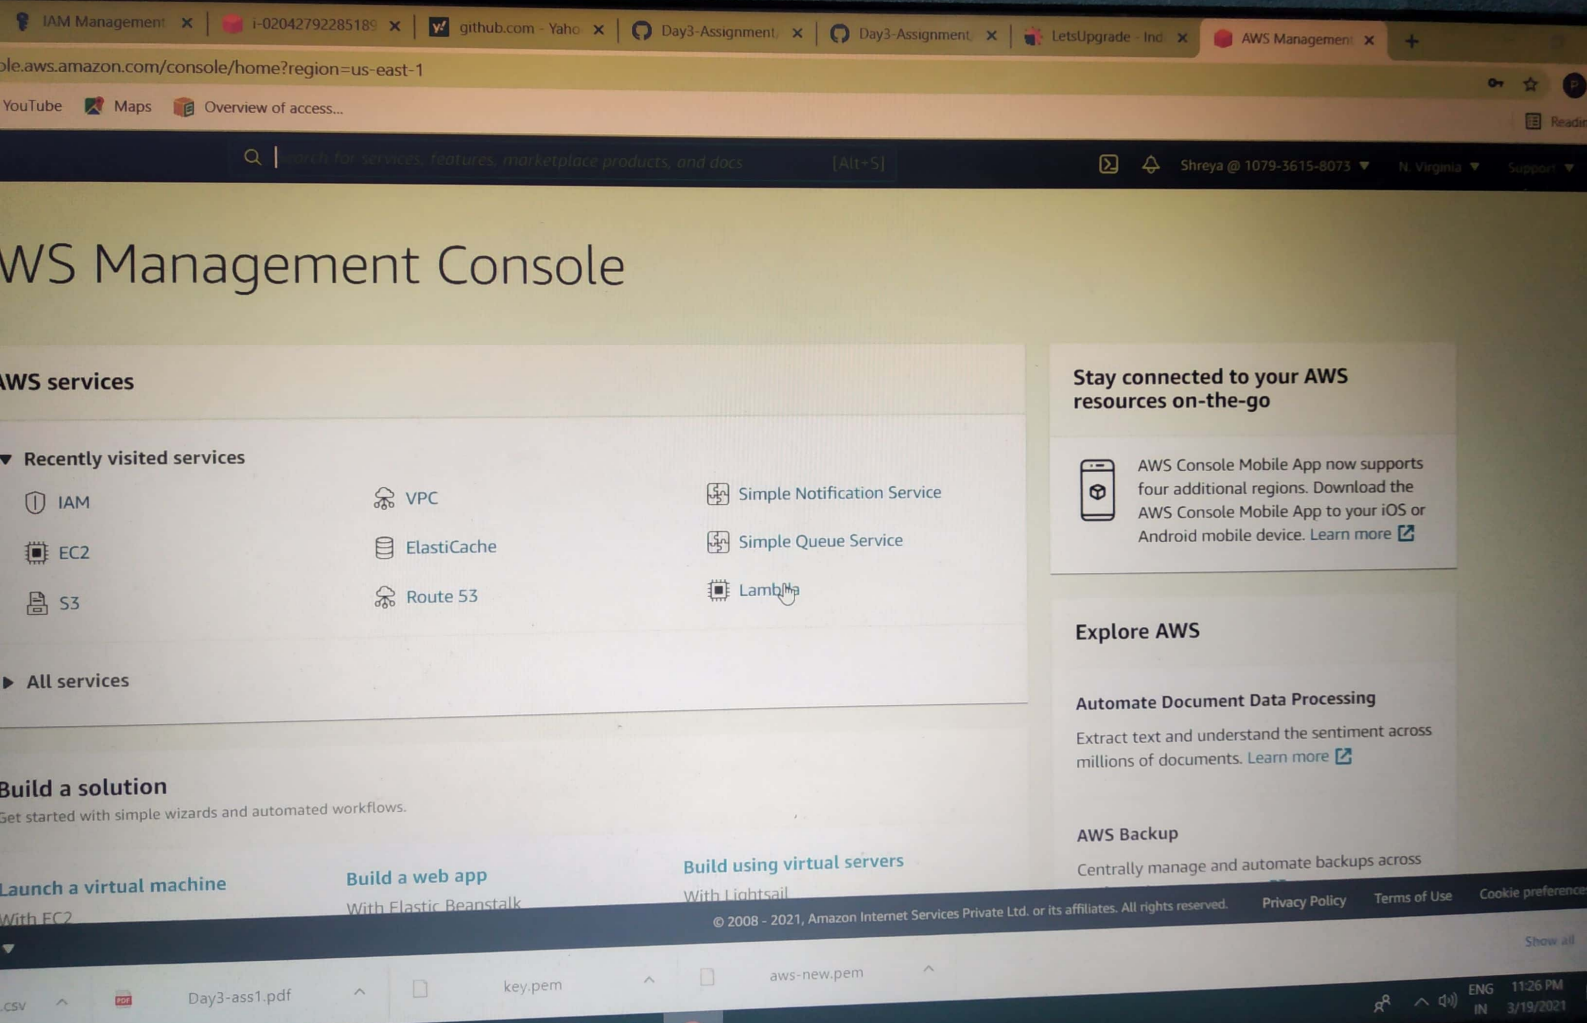 IAM Management
i-02042792285189
github.com - Yaho
Day3-Assignment
Day3-Assignment
LetsUpgrade - Ind
AWS Management
ole.aws.amazon.com/console/home?region=us-east-1
YouTube
Maps
Overview of access...
Readin
Search for services, features, marketplace products, and docs
[Alt+S]
Shreya @ 1079-3615-8073
N. Virginia
Support
WS Management Console
AWS services
Recently visited services
IAM
EC2
S3
VPC
ElastiCache
Route 53
Simple Notification Service
Simple Queue Service
Lambda
All services
Build a solution
Get started with simple wizards and automated workflows.
Launch a virtual machine
With EC2
Build a web app
With Elastic Beanstalk
Build using virtual servers
With Lightsail
Stay connected to your AWS
resources on-the-go
AWS Console Mobile App now supports
four additional regions. Download the
AWS Console Mobile App to your iOS or
Android mobile device. Learn more
Explore AWS
Automate Document Data Processing
Extract text and understand the sentiment across
millions of documents. Learn more
AWS Backup
Centrally manage and automate backups across
© 2008 - 2021, Amazon Internet Services Private Ltd. or its affiliates. All rights reserved.
Privacy Policy
Terms of Use
Cookie preferences
Show all
.csv
Day3-ass1.pdf
key.pem
aws-new.pem
ENG
IN
11:26 PM
3/19/2021